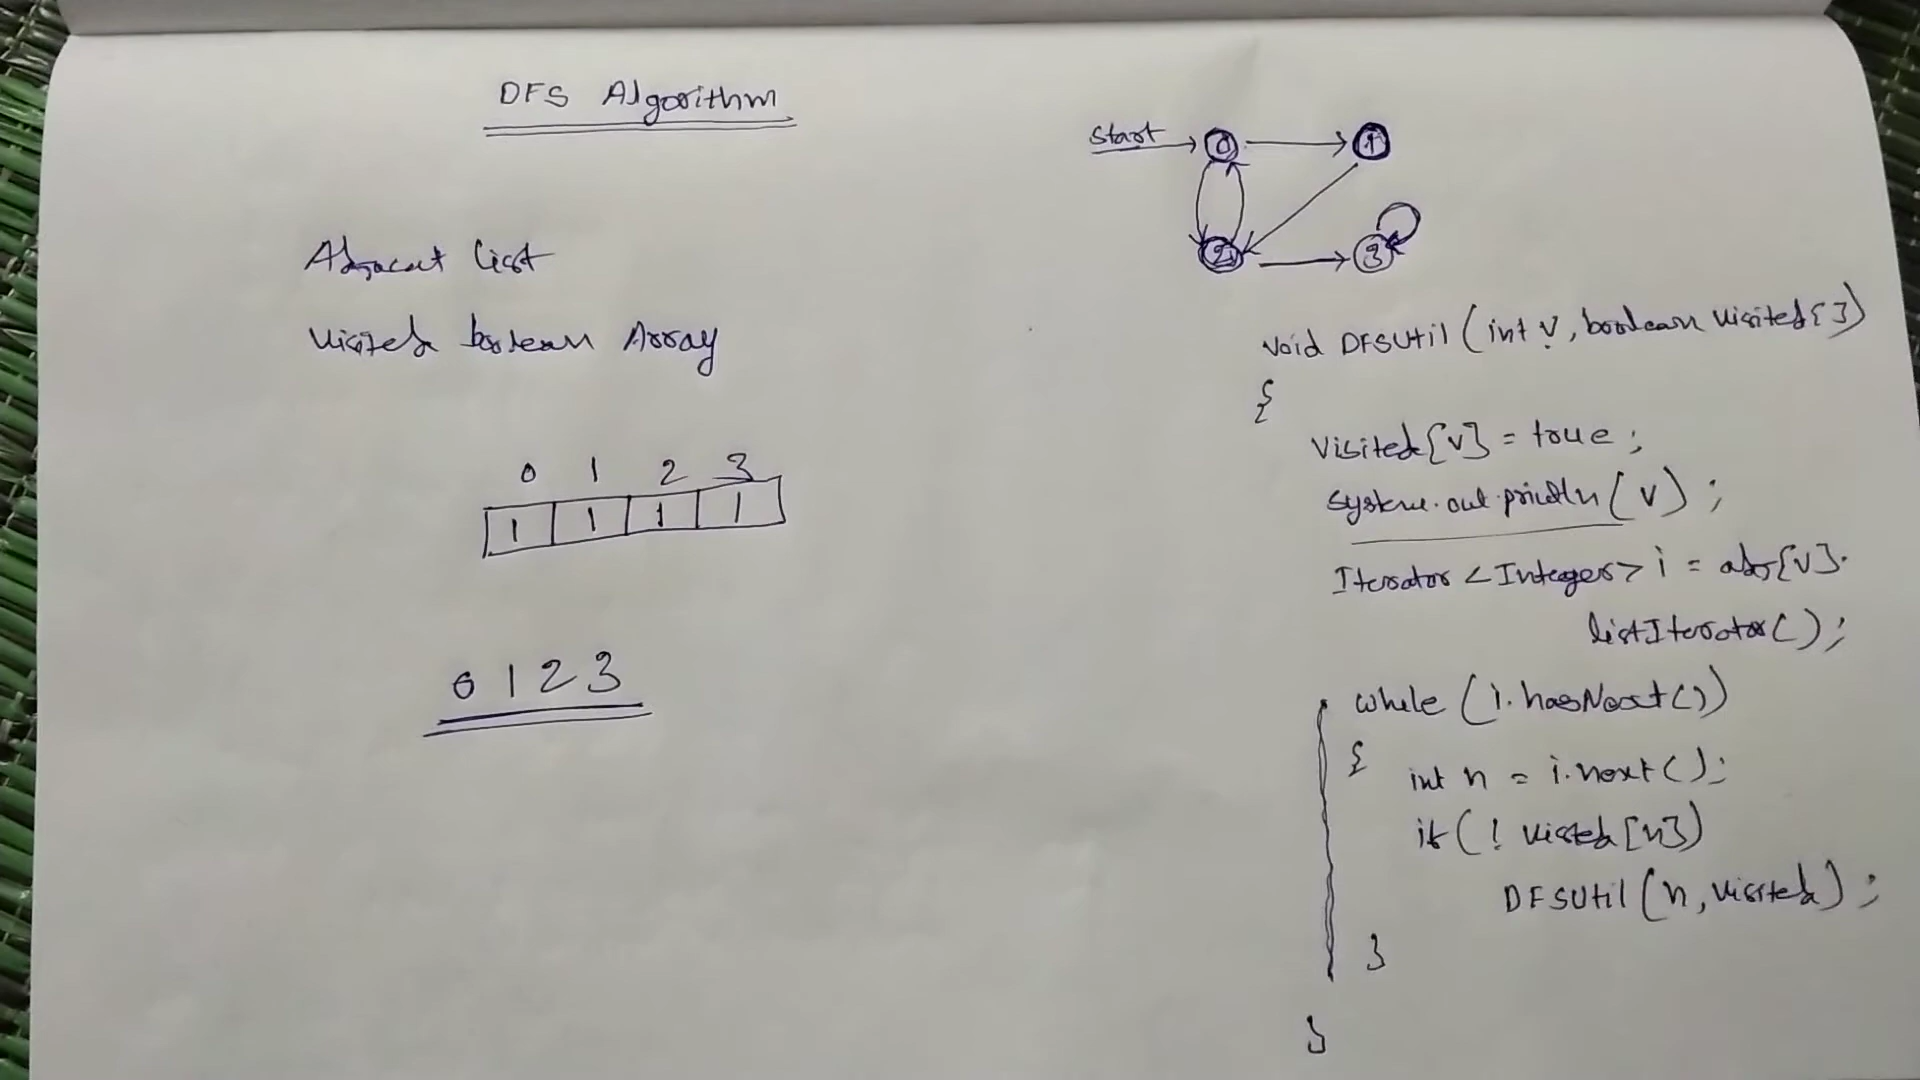 DFS Algorithm
Start
0
1
2
3
Adjacent list
Visited boolean Array
0 1 2 3
1 1 1 1
0 1 2 3
void DFSUtil (int v, boolean visited[])
{
Visited[v] = true;
System.out.println(v);
Iterator <Integer> i = adj[v].
listIterator();
while (i.hasNext())
{
int n = i.next();
if (! visited [n])
DFSUtil (n, visited);
}
}